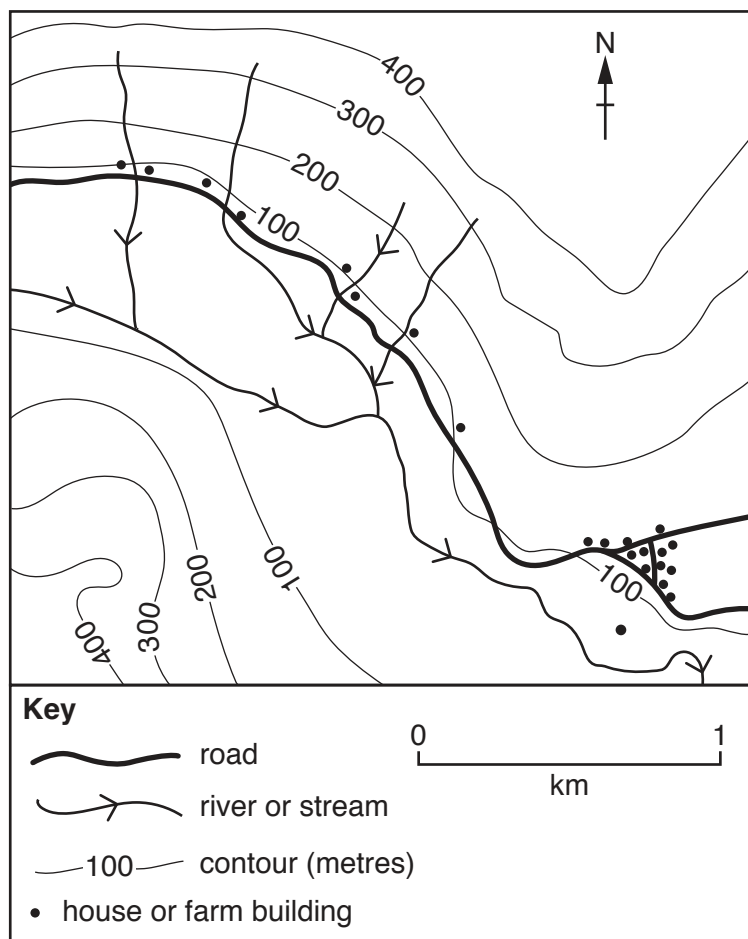 N
400
300
200
100
100
100
200
300
400
Key
0 1
km
road
river or stream
100 contour (metres)
house or farm building